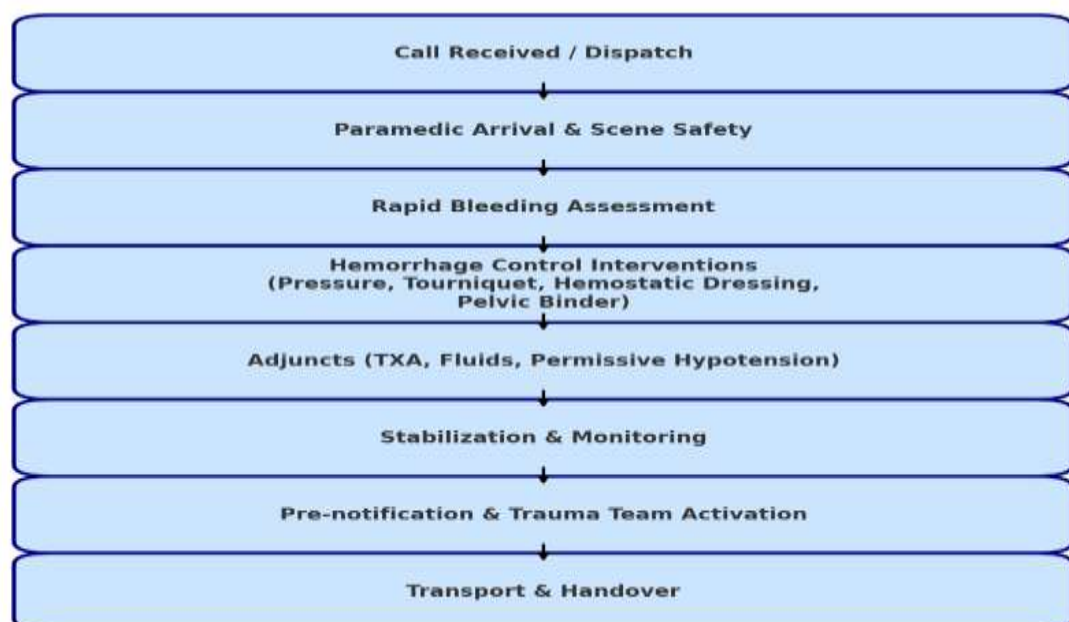 Call Received / Dispatch
Paramedic Arrival & Scene Safety
Rapid Bleeding Assessment
Hemorrhage Control Interventions
(Pressure, Tourniquet, Hemostatic Dressing,
Pelvic Binder)
Adjuncts (TXA, Fluids, Permissive Hypotension)
Stabilization & Monitoring
Pre-notification & Trauma Team Activation
Transport & Handover